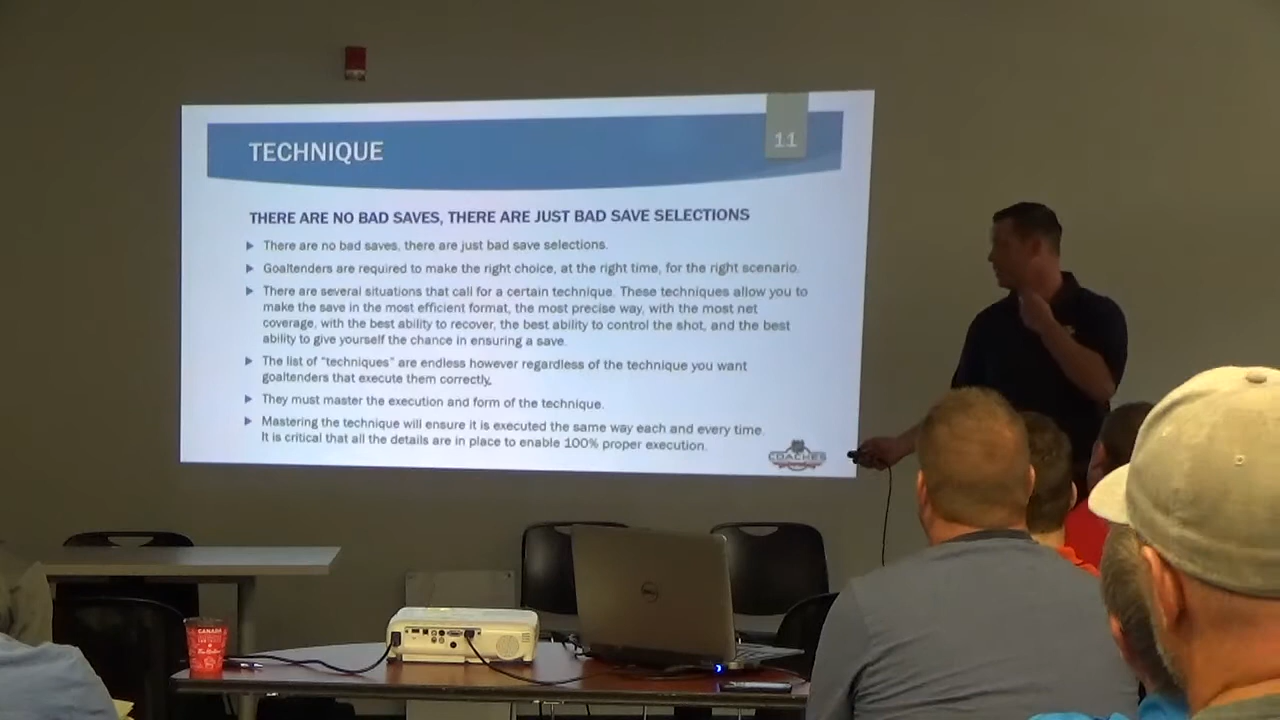 TECHNIQUE
11
THERE ARE NO BAD SAVES, THERE ARE JUST BAD SAVE SELECTIONS
There are no bad saves, there are just bad save selections.
Goaltenders are required to make the right choice, at the right time, for the right scenario.
There are several situations that call for a certain technique. These techniques allow you to
make the save in the most efficient format, the most precise way, with the most net
coverage, with the best ability to recover, the best ability to control the shot, and the best
ability to give yourself the chance in ensuring a save.
The list of "techniques" are endless however regardless of the technique you want
goaltenders that execute them correctly.
They must master the execution and form of the technique.
Mastering the technique will ensure it is executed the same way each and every time.
It is critical that all the details are in place to enable 100% proper execution.
COACHES
DELL
CANADA